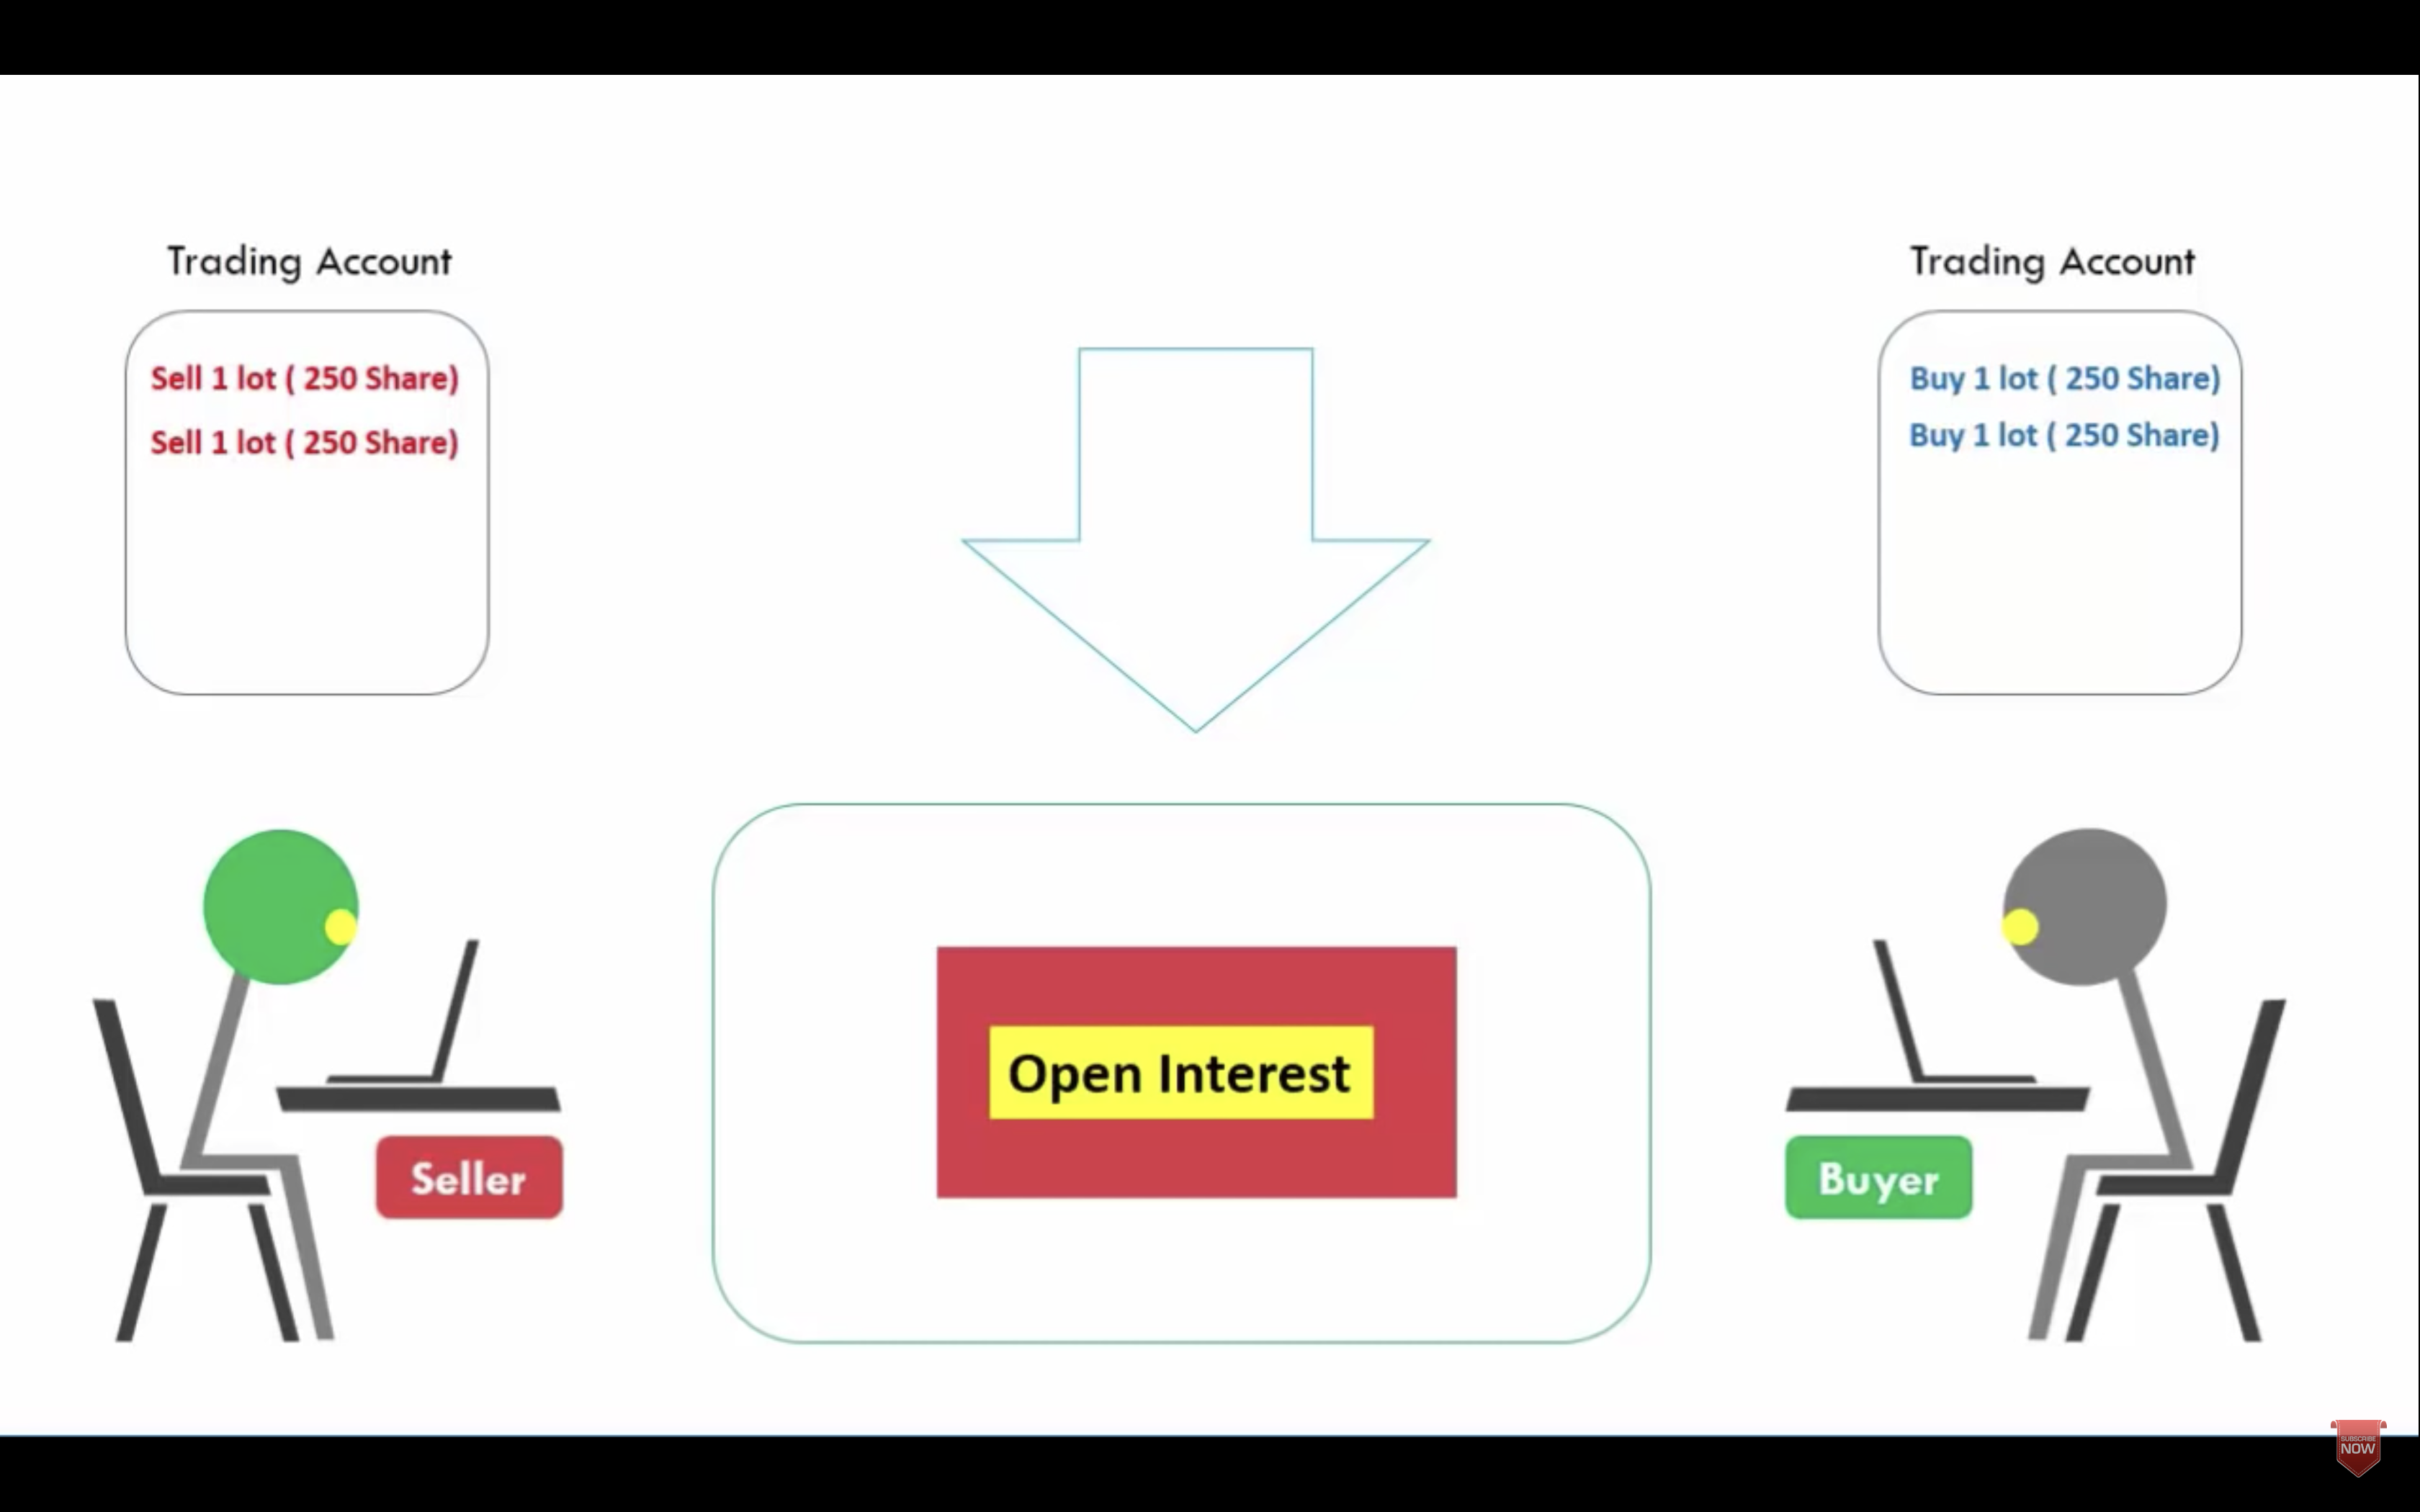 Trading Account
Sell 1 lot ( 250 Share)
Sell 1 lot ( 250 Share)
Trading Account
Buy 1 lot ( 250 Share)
Buy 1 lot ( 250 Share)
Open Interest
Seller
Buyer
SUBSCRIBE
NOW